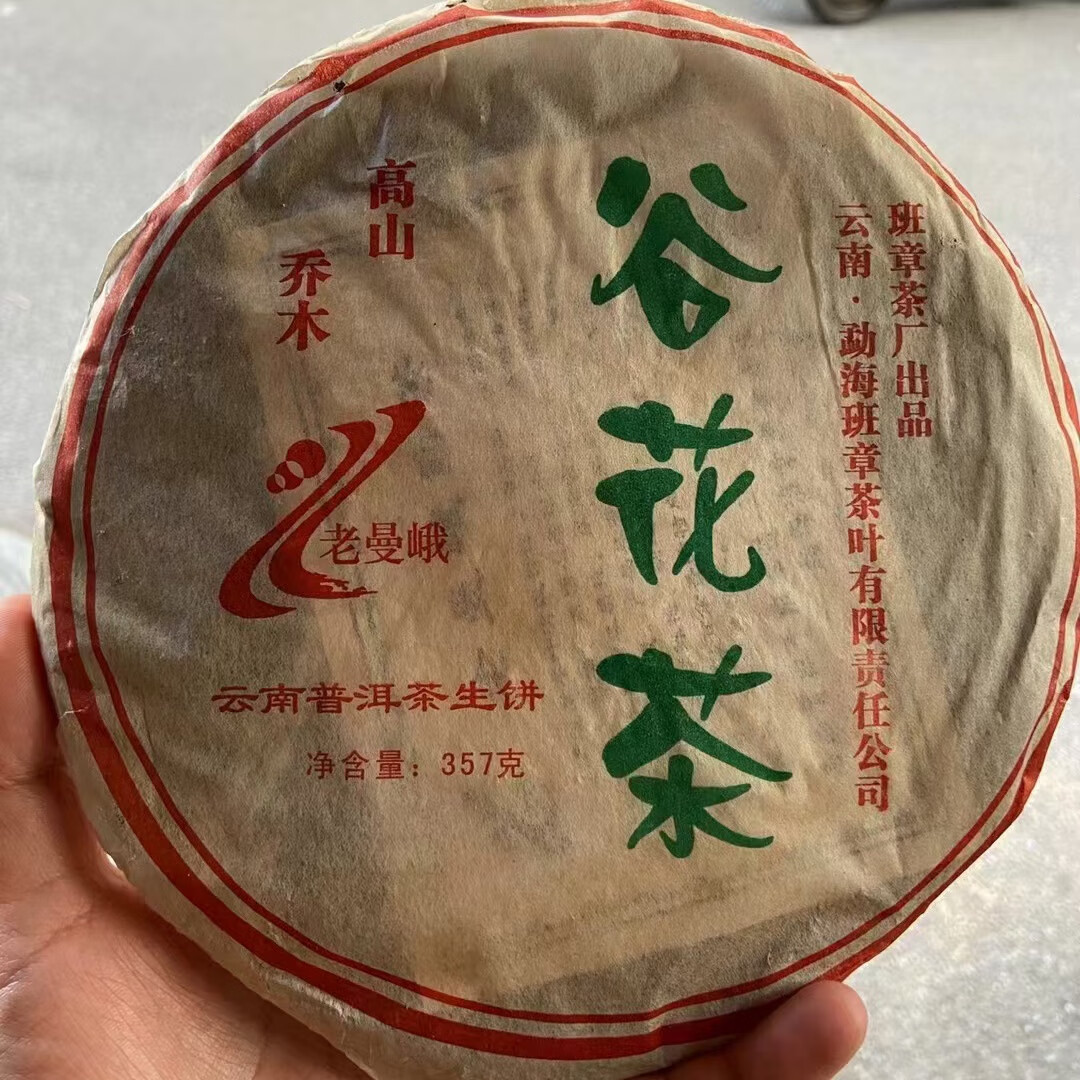 班章茶厂出品
云南·勐海班章茶叶有限责任公司
谷花茶
高山
乔木
老曼峨
云南普洱茶生饼
净含量：357克